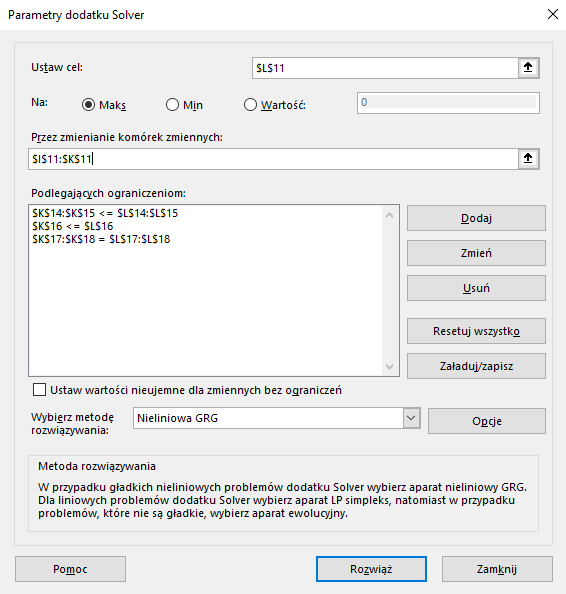 Parametry dodatku Solver
Ustaw cel:
$L$11
Na:
Maks
Min
Wartość:
0
Przez zmienianie komórek zmiennych:
$I$11:$K$11
Podlegających ograniczeniom:
$K$14:$K$15 <= $L$14:$L$15
$K$16 <= $L$16
$K$17:$K$18 = $L$17:$L$18
Dodaj
Zmień
Usuń
Resetuj wszystko
Załaduj/zapisz
Ustaw wartości nieujemne dla zmiennych bez ograniczeń
Wybierz metodę
rozwiązywania:
Nieliniowa GRG
Opcje
Metoda rozwiązywania
W przypadku gładkich nieliniowych problemów dodatku Solver wybierz aparat nieliniowy GRG.
Dla liniowych problemów dodatku Solver wybierz aparat LP simpleks, natomiast w przypadku
problemów, które nie są gładkie, wybierz aparat ewolucyjny.
Pomoc
Rozwiąż
Zamknij